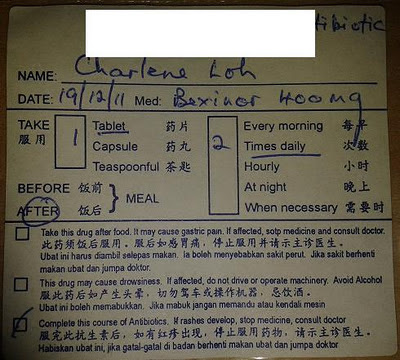 tibiotic
NAME: Charlene Loh
DATE: 19/12/11 Med: Bexinor 400mg
TAKE 服用 1 Tablet 药片 2 Every morning 每早
Capsule 药丸 Times daily 次数
Teaspoonful 茶匙 Hourly 小时
BEFORE 饭前 } MEAL At night 晚上
AFTER 饭后 When necessary 需要时
Take this drug after food. It may cause gastric pain. If affected, sotp medicine and consult doctor.
此药须饭后服用。服后如感胃痛，停止服用并请示主诊医生。
Ubat ini harus diambil selepas makan. Ia boleh menyebabkan sakit perut. Jika sakit berhenti
makan ubat dan jumpa doktor.
This drug may cause drowsiness. If affected, do not drive or operate machinery. Avoid Alcohol
服此药后如产生头晕，切勿驾车或操作机器，忌饮酒。
Ubat ini boleh memabukkan. Jika mabuk jangan memandu atau kendali mesin
Complete this course of Antibiotics. If rashes develop, stop medicine, consult doctor
服完此抗生素后，如有红疹出现，停止服用药物，请示主诊医生。
Habiskan ubat ini, jika gatal-gatal di badan berhenti makan ubat dan jumpa doktor